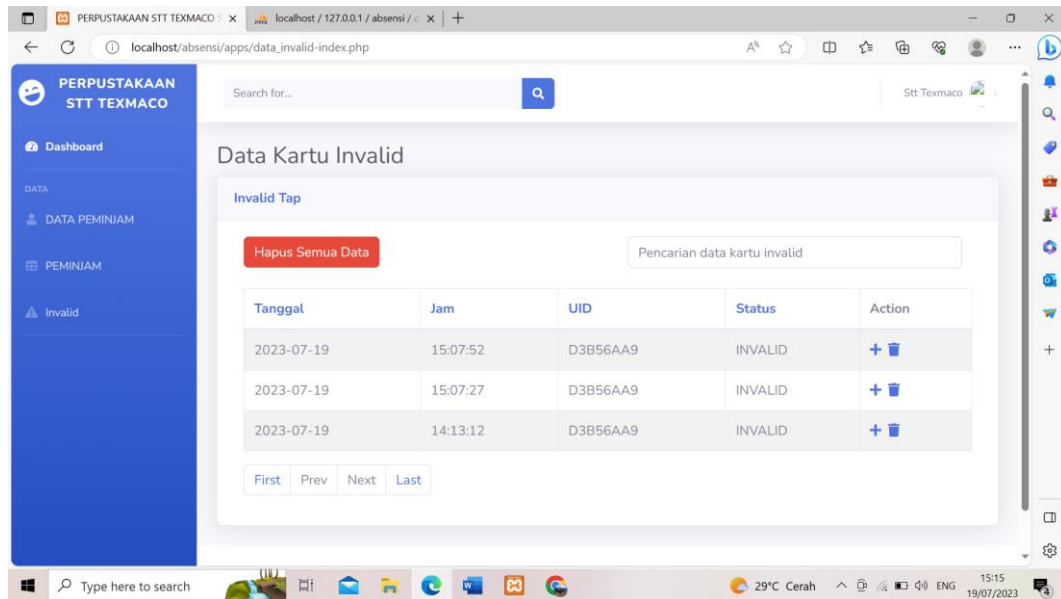 PERPUSTAKAAN STT TEXMACO S
localhost / 127.0.0.1 / absensi /
localhost/absensi/apps/data_invalid-index.php
PERPUSTAKAAN
STT TEXMACO
Search for...
Stt Texmaco
Dashboard
DATA
DATA PEMINJAM
PEMINJAM
Invalid
Data Kartu Invalid
Invalid Tap
Hapus Semua Data
Pencarian data kartu invalid
Tanggal Jam UID Status Action
2023-07-19 15:07:52 D3B56AA9 INVALID
2023-07-19 15:07:27 D3B56AA9 INVALID
2023-07-19 14:13:12 D3B56AA9 INVALID
First Prev Next Last
Type here to search
29°C Cerah
ENG
15:15
19/07/2023
4